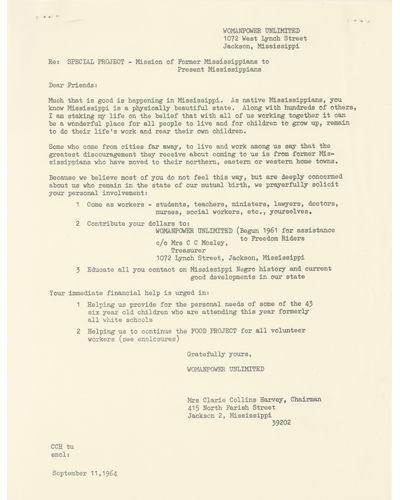 WOMANPOWER UNLIMITED
1072 West Lynch Street
Jackson, Mississippi
Re: SPECIAL PROJECT - Mission of Former Mississippians to
Present Mississippians
Dear Friends:
Much that is good is happening in Mississippi. As native Mississippians, you
know Mississippi is a physically beautiful state. Along with hundreds of others,
I am staking my life on the belief that with all of us working together it can
be a wonderful place for all people to live and for children to grow up, remain
to do their life's work and rear their own children.
Some who come from cities far away, to live and work among us say that the
greatest discouragement they receive about coming to us is from former Mis-
sissippians who have moved to their northern, eastern or western home towns.
Because we believe most of you do not feel this way, but are deeply concerned
about us who remain in the state of our mutual birth, we prayerfully solicit
your personal involvement:
1 Come as workers - students, teachers, ministers, lawyers, doctors,
nurses, social workers, etc., yourselves.
2 Contribute your dollars to:
WOMANPOWER UNLIMITED (Begun 1961 for assistance
to Freedom Riders
c/o Mrs C C Mosley,
Treasurer
1072 Lynch Street, Jackson, Mississippi
3 Educate all you contact on Mississippi Negro history and current
good developments in our state
Your immediate financial help is urged in:
1 Helping us provide for the personal needs of some of the 43
six year old children who are attending this year formerly
all white schools
2 Helping us to continue the FOOD PROJECT for all volunteer
workers (see enclosures)
Gratefully yours,
WOMANPOWER UNLIMITED
Mrs Clarie Collins Harvey, Chairman
415 North Parish Street
Jackson 2, Mississippi
39202
CCH tu
encl:
September 11,1964